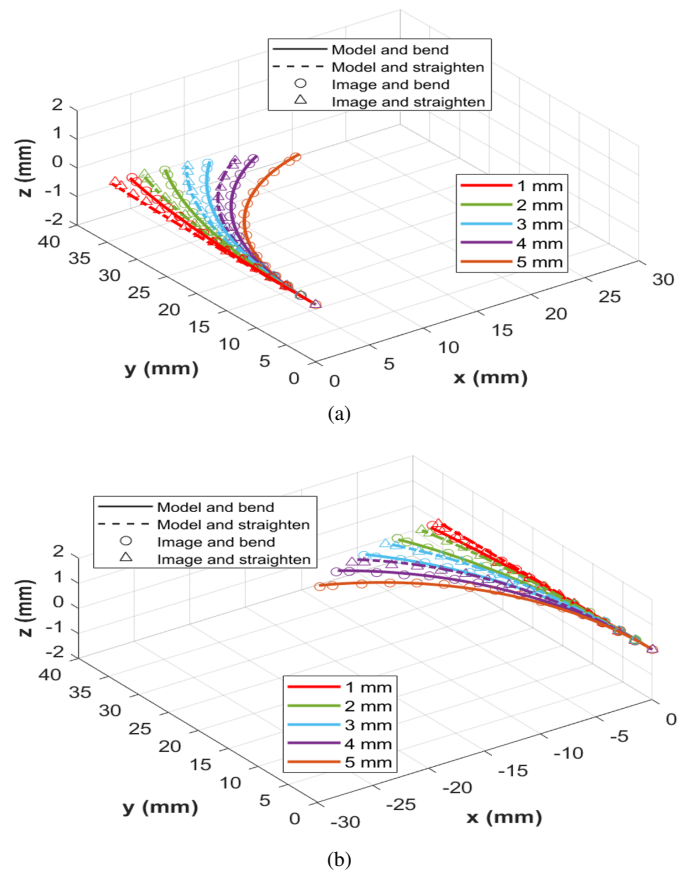 Model and bend
Model and straighten
Image and bend
Image and straighten
2
1
0
-1
-2
z (mm)
1 mm
2 mm
3 mm
4 mm
5 mm
40
35
30
25
20
15
10
5
0
y (mm)
0
5
10
15
20
25
30
x (mm)
(a)
Model and bend
Model and straighten
Image and bend
Image and straighten
2
1
0
-1
-2
z (mm)
1 mm
2 mm
3 mm
4 mm
5 mm
40
35
30
25
20
15
10
5
0
y (mm)
-30
-25
-20
-15
-10
-5
0
x (mm)
(b)